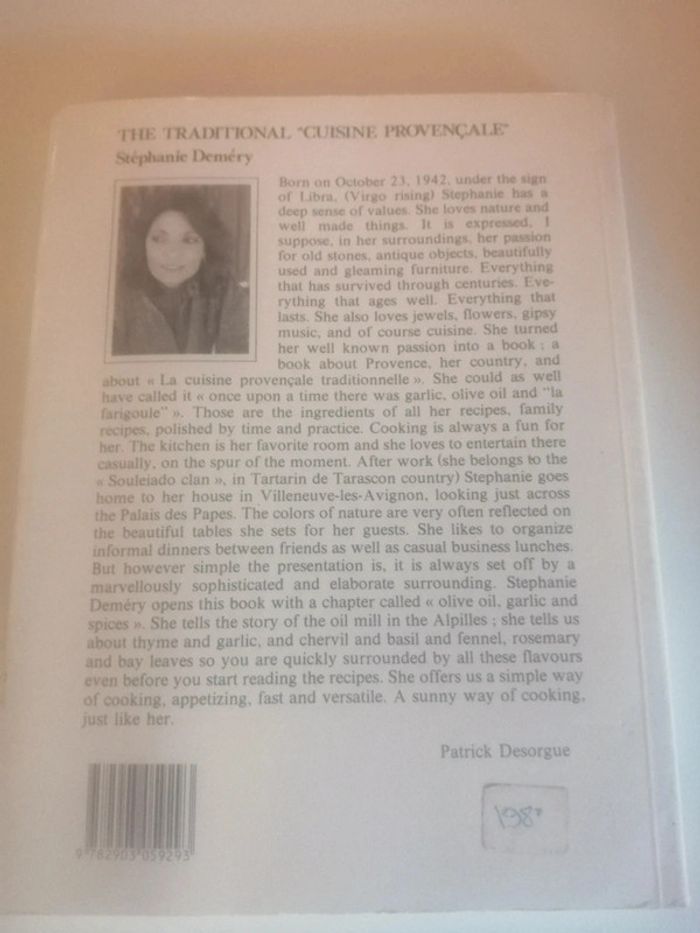 THE TRADITIONAL "CUISINE PROVENÇALE"
Stéphanie Deméry
Born on October 23, 1942, under the sign
of Libra, (Virgo rising) Stephanie has a
deep sense of values. She loves nature and
well made things. It is expressed, I
suppose, in her surroundings, her passion
for old stones, antique objects, beautifully
used and gleaming furniture. Everything
that has survived through centuries. Eve-
rything that ages well. Everything that
lasts. She also loves jewels, flowers, gipsy
music, and of course cuisine. She turned
her well known passion into a book : a
book about Provence, her country, and
about « La cuisine provençale traditionnelle ». She could as well
have called it « once upon a time there was garlic, olive oil and "la
farigoule" ». Those are the ingredients of all her recipes, family
recipes, polished by time and practice. Cooking is always a fun for
her. The kitchen is her favorite room and she loves to entertain there
casually, on the spur of the moment. After work (she belongs to the
« Souleiado clan », in Tartarin de Tarascon country) Stephanie goes
home to her house in Villeneuve-les-Avignon, looking just across
the Palais des Papes. The colors of nature are very often reflected on
the beautiful tables she sets for her guests. She likes to organize
informal dinners between friends as well as casual business lunches.
But however simple the presentation is, it is always set off by a
marvellously sophisticated and elaborate surrounding. Stephanie
Deméry opens this book with a chapter called « olive oil, garlic and
spices ». She tells the story of the oil mill in the Alpilles ; she tells us
about thyme and garlic, and chervil and basil and fennel, rosemary
and bay leaves so you are quickly surrounded by all these flavours
even before you start reading the recipes. She offers us a simple way
of cooking, appetizing, fast and versatile. A sunny way of cooking,
just like her.
Patrick Desorgue
9 782903 059293